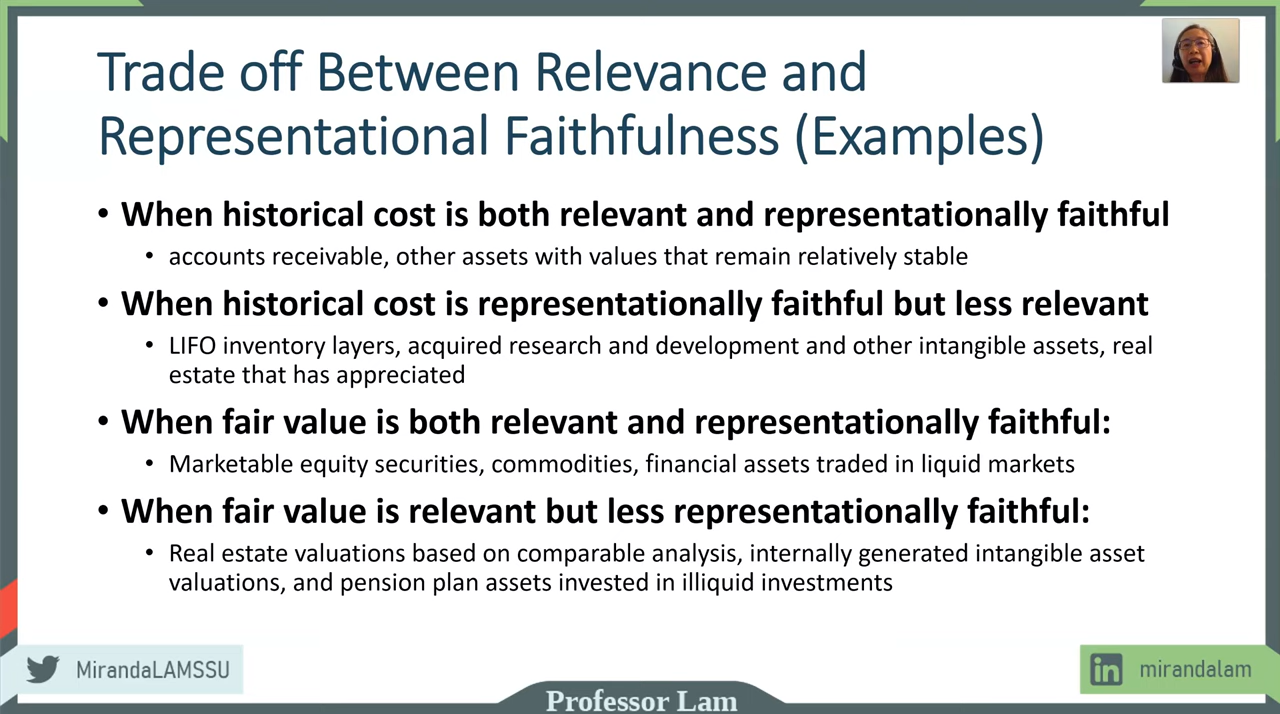 Trade off Between Relevance and
Representational Faithfulness (Examples)
• When historical cost is both relevant and representationally faithful
• accounts receivable, other assets with values that remain relatively stable
• When historical cost is representationally faithful but less relevant
• LIFO inventory layers, acquired research and development and other intangible assets, real
estate that has appreciated
• When fair value is both relevant and representationally faithful:
• Marketable equity securities, commodities, financial assets traded in liquid markets
• When fair value is relevant but less representationally faithful:
• Real estate valuations based on comparable analysis, internally generated intangible asset
valuations, and pension plan assets invested in illiquid investments
MirandaLAMSSU
in mirandalam
Professor Lam